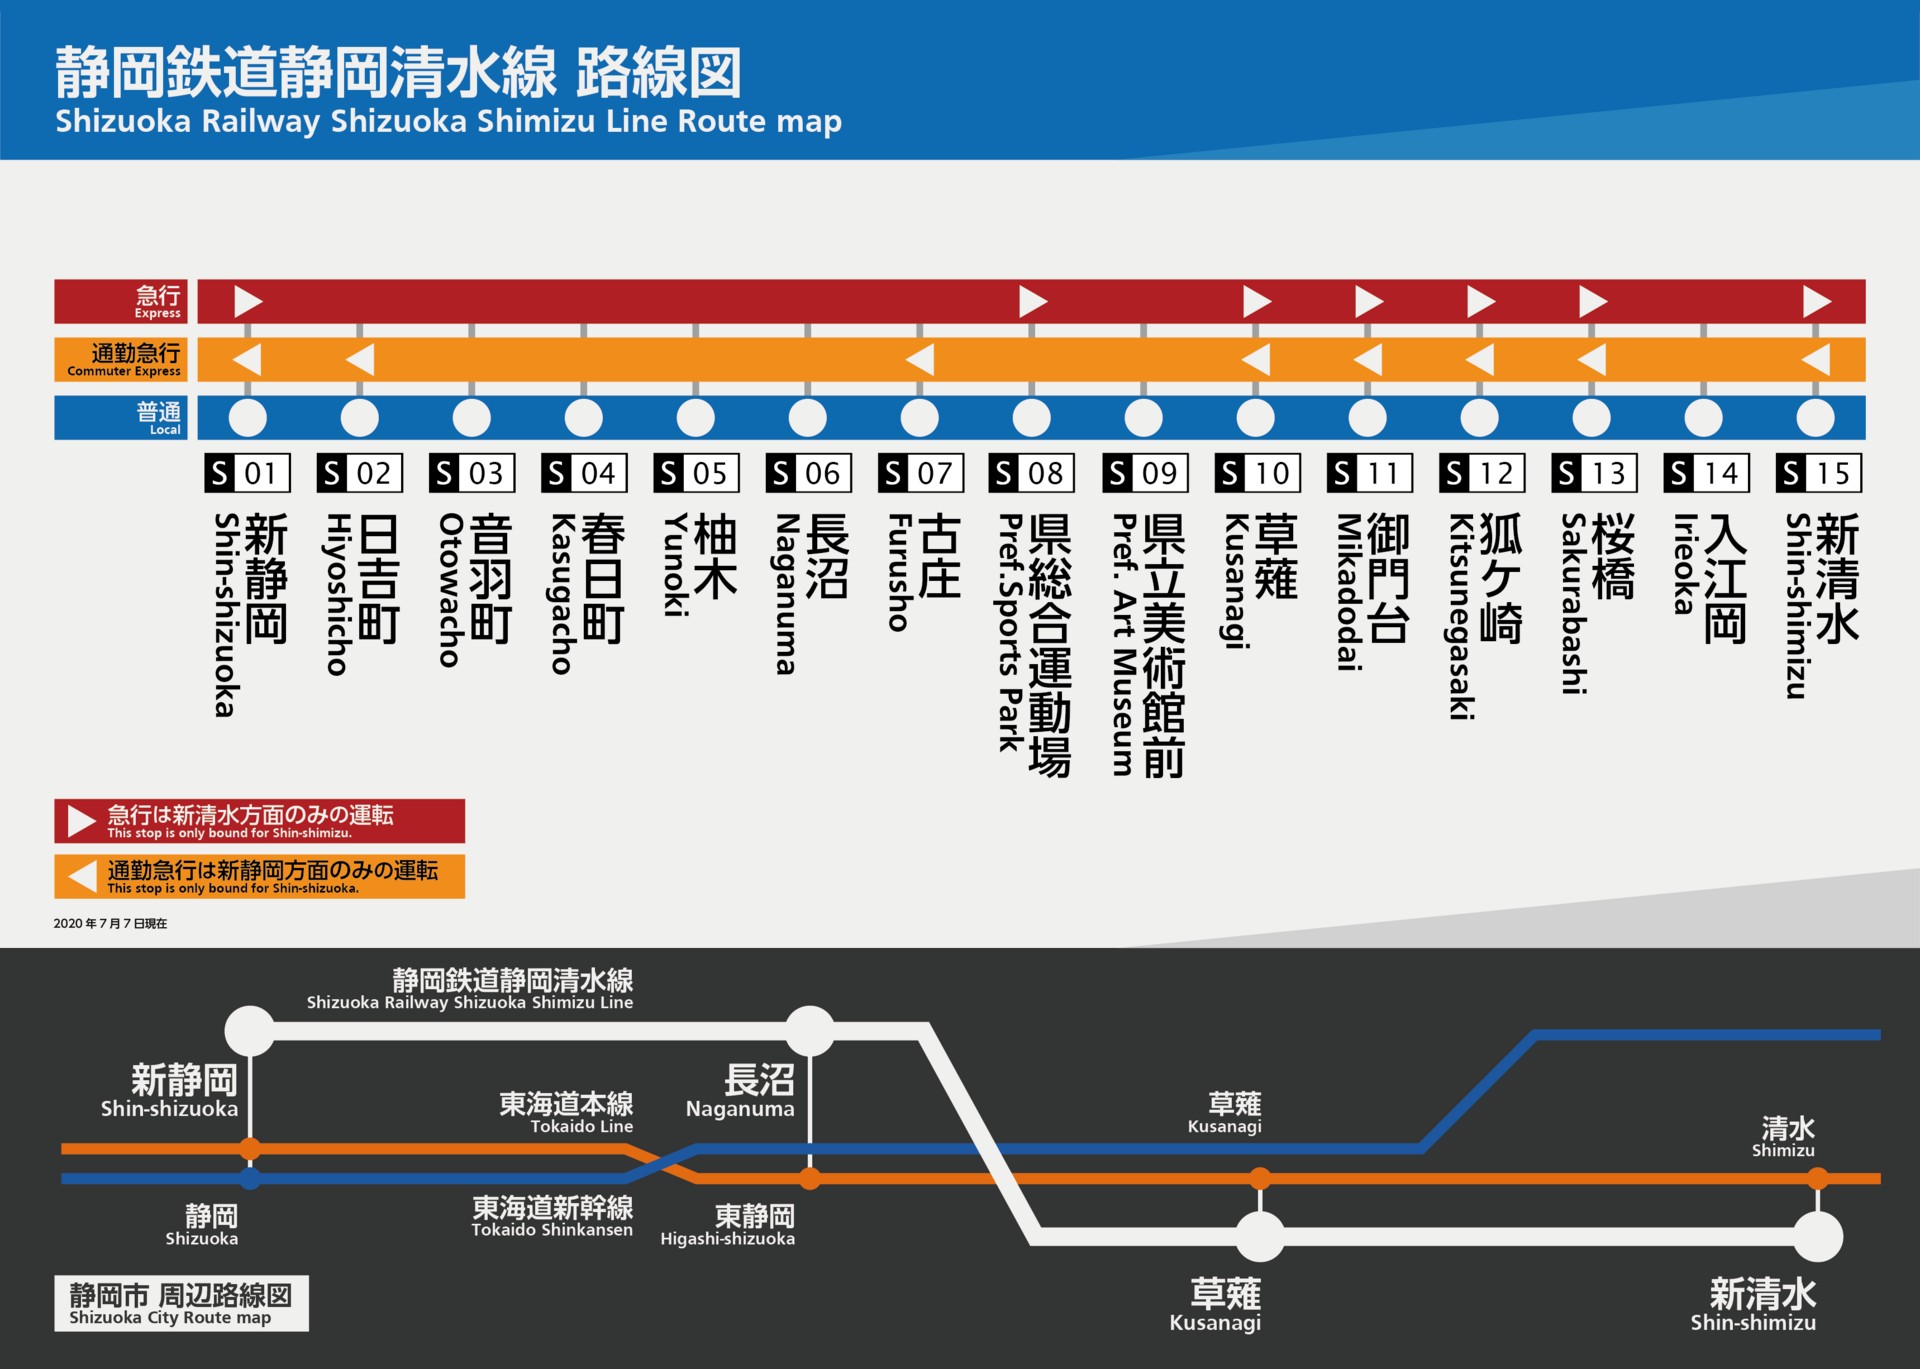 静岡鉄道静岡清水線 路線図
Shizuoka Railway Shizuoka Shimizu Line Route map
急行
Express
通勤急行
Commuter Express
普通
Local
S 01
新静岡
Shin-shizuoka
S 02
日吉町
Hiyoshicho
S 03
音羽町
Otowacho
S 04
春日町
Kasugacho
S 05
柚木
Yunoki
S 06
長沼
Naganuma
S 07
古庄
Furusho
S 08
県総合運動場
Pref.Sports Park
S 09
県立美術館前
Pref. Art Museum
S 10
草薙
Kusanagi
S 11
御門台
Mikadodai
S 12
狐ケ崎
Kitsunegasaki
S 13
桜橋
Sakurabashi
S 14
入江岡
Irieoka
S 15
新清水
Shin-shimizu
急行は新清水方面のみの運転
This stop is only bound for Shin-shimizu.
通勤急行は新静岡方面のみの運転
This stop is only bound for Shin-shizuoka.
2020年7月7日現在
静岡鉄道静岡清水線
Shizuoka Railway Shizuoka Shimizu Line
新静岡
Shin-shizuoka
東海道本線
Tokaido Line
長沼
Naganuma
草薙
Kusanagi
清水
Shimizu
静岡
Shizuoka
東海道新幹線
Tokaido Shinkansen
東静岡
Higashi-shizuoka
静岡市 周辺路線図
Shizuoka City Route map
草薙
Kusanagi
新清水
Shin-shimizu